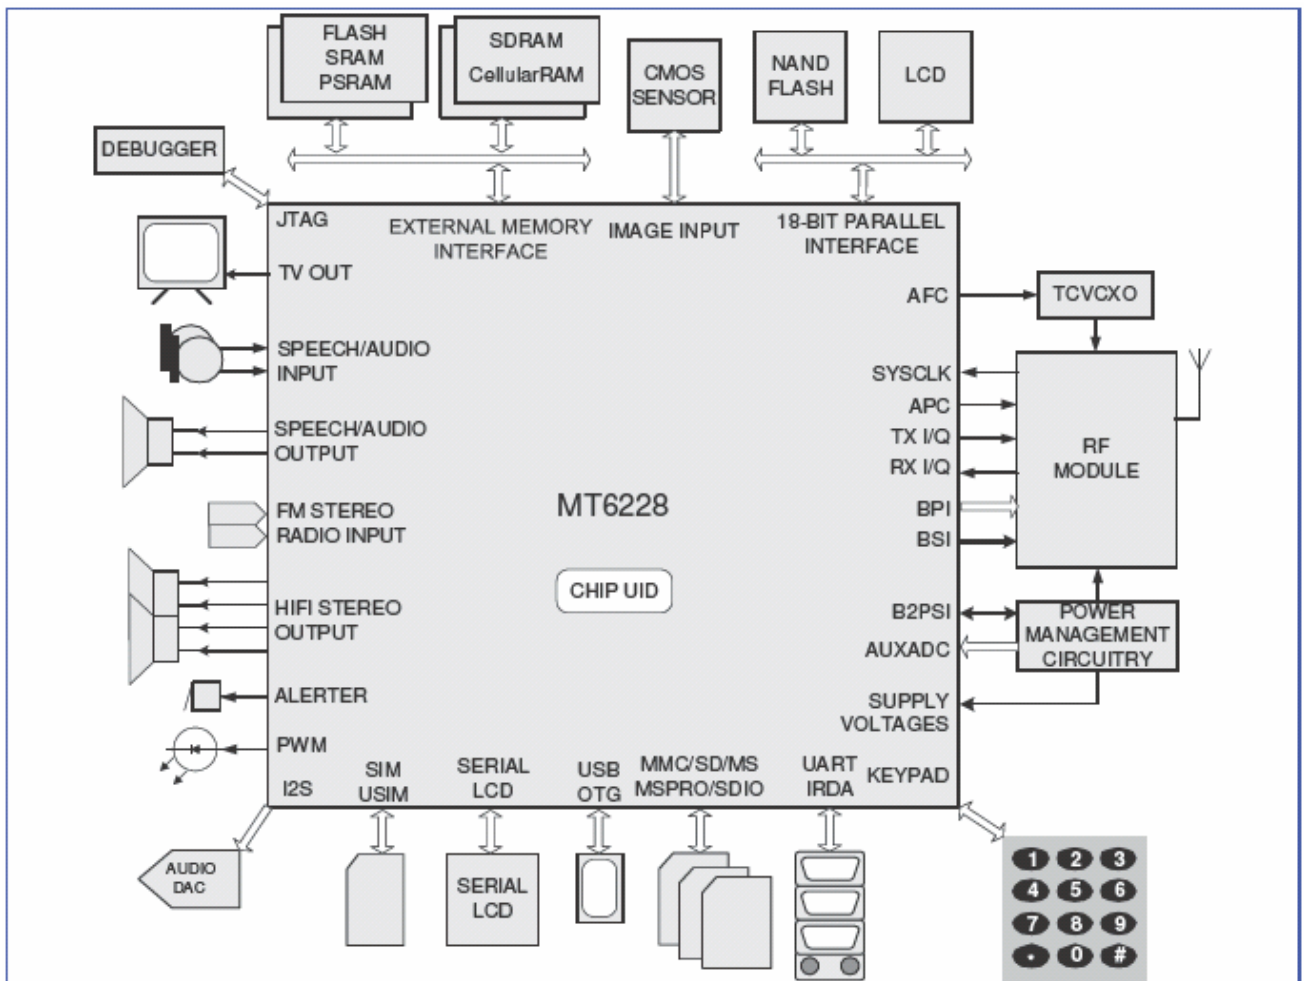 FLASH
SRAM
PSRAM
SDRAM
CellularRAM
CMOS
SENSOR
NAND
FLASH
LCD
DEBUGGER
JTAG
EXTERNAL MEMORY
INTERFACE
IMAGE INPUT
18-BIT PARALLEL
INTERFACE
TV OUT
AFC
TCVCXO
SPEECH/AUDIO
INPUT
SYSCLK
APC
TX I/Q
RX I/Q
RF
MODULE
SPEECH/AUDIO
OUTPUT
FM STEREO
RADIO INPUT
MT6228
BPI
BSI
CHIP UID
HIFI STEREO
OUTPUT
B2PSI
AUXADC
POWER
MANAGEMENT
CIRCUITRY
ALERTER
SUPPLY
VOLTAGES
PWM
I2S
SIM
USIM
SERIAL
LCD
USB
OTG
MMC/SD/MS
MSPRO/SDIO
UART
IRDA
KEYPAD
AUDIO
DAC
SERIAL
LCD
1 2 3
4 5 6
7 8 9
· 0 #